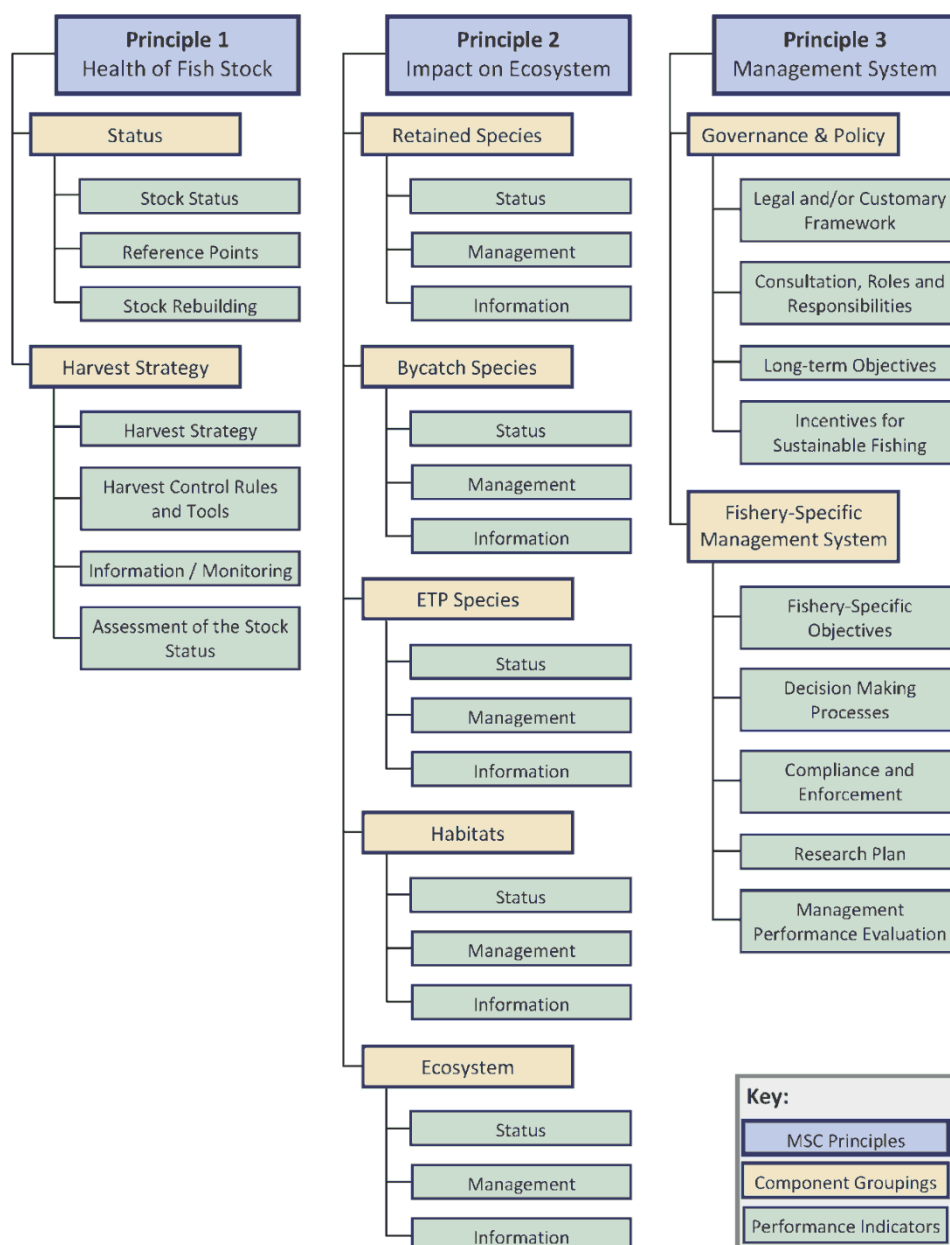 Principle 1
Health of Fish Stock
Status
Stock Status
Reference Points
Stock Rebuilding
Harvest Strategy
Harvest Strategy
Harvest Control Rules
and Tools
Information / Monitoring
Assessment of the Stock
Status
Principle 2
Impact on Ecosystem
Retained Species
Status
Management
Information
Bycatch Species
Status
Management
Information
ETP Species
Status
Management
Information
Habitats
Status
Management
Information
Ecosystem
Status
Management
Information
Principle 3
Management System
Governance & Policy
Legal and/or Customary
Framework
Consultation, Roles and
Responsibilities
Long-term Objectives
Incentives for
Sustainable Fishing
Fishery-Specific
Management System
Fishery-Specific
Objectives
Decision Making
Processes
Compliance and
Enforcement
Research Plan
Management
Performance Evaluation
Key:
MSC Principles
Component Groupings
Performance Indicators